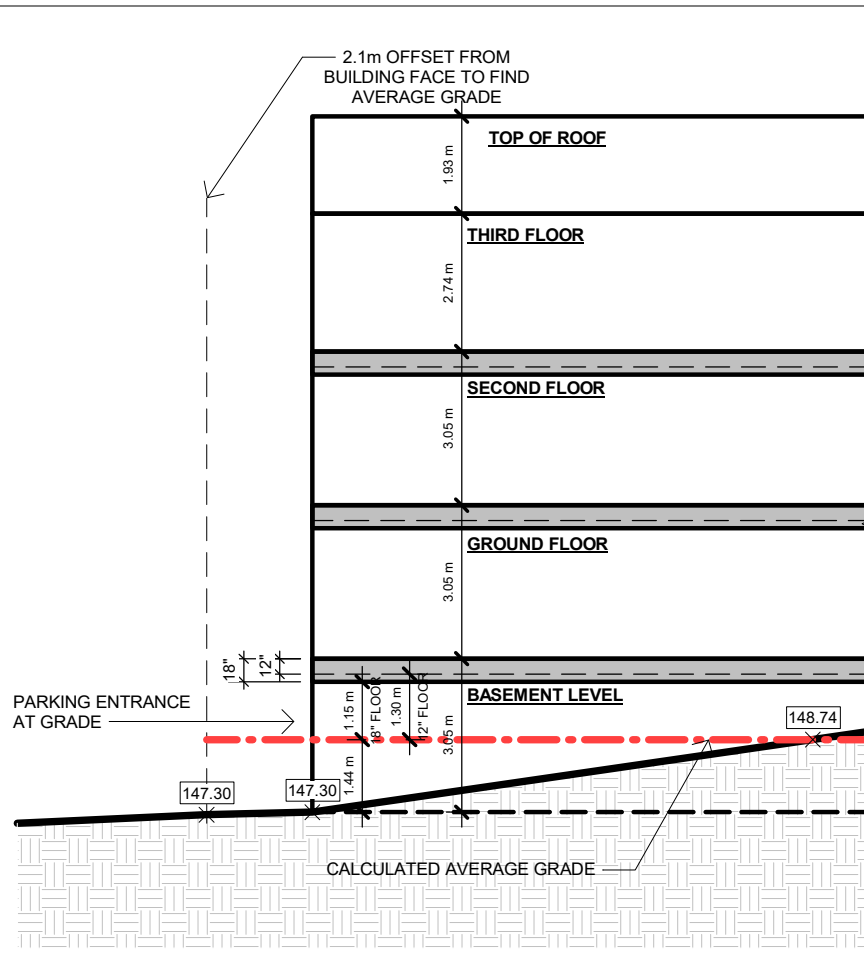 2.1m OFFSET FROM
BUILDING FACE TO FIND
AVERAGE GRADE
TOP OF ROOF
1.93 m
THIRD FLOOR
2.74 m
SECOND FLOOR
3.05 m
GROUND FLOOR
3.05 m
18"
12"
BASEMENT LEVEL
1.15 m
18" FLOOR
1.30 m
12" FLOOR
3.05 m
PARKING ENTRANCE
AT GRADE
148.74
1.44 m
147.30
147.30
CALCULATED AVERAGE GRADE